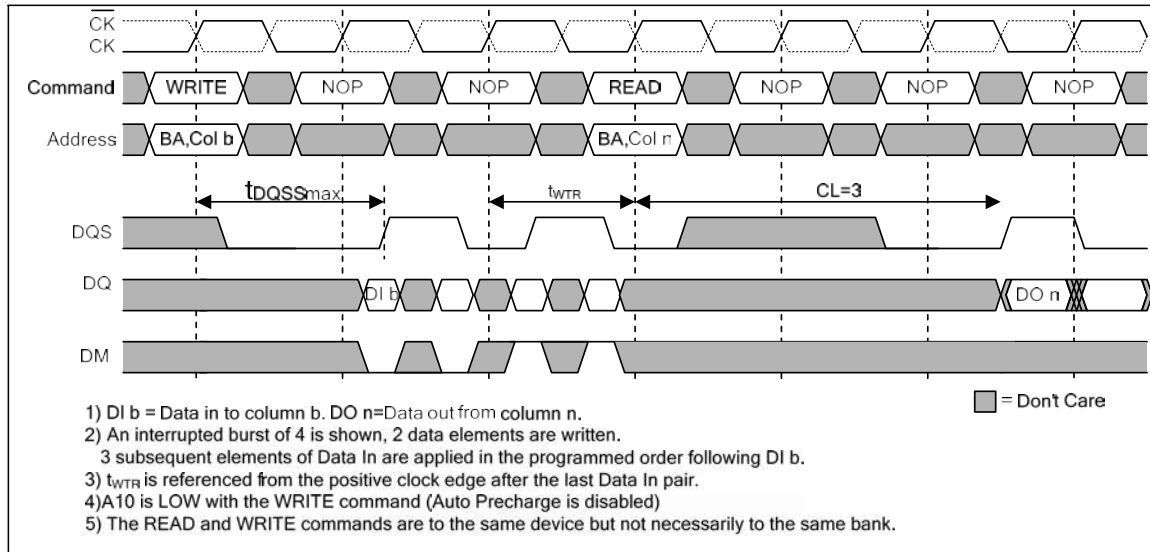 CK
CK
Command WRITE NOP NOP READ NOP NOP NOP
Address BA,Col b BA,Col n
tDQSSmax tWTR CL=3
DQS
DQ DI b DO n
DM
= Don't Care
1) DI b = Data in to column b. DO n=Data out from column n.
2) An interrupted burst of 4 is shown, 2 data elements are written.
3 subsequent elements of Data In are applied in the programmed order following DI b.
3) tWTR is referenced from the positive clock edge after the last Data In pair.
4)A10 is LOW with the WRITE command (Auto Precharge is disabled)
5) The READ and WRITE commands are to the same device but not necessarily to the same bank.